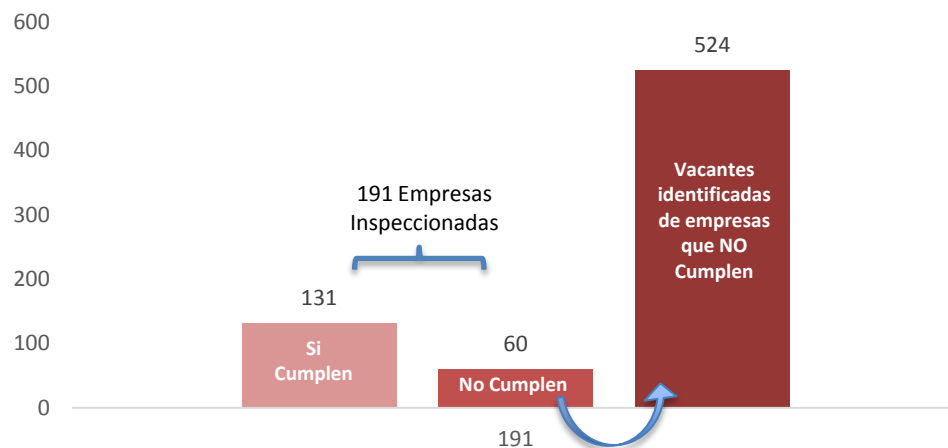 600
500
400
300
200
100
0
191 Empresas
Inspeccionadas
131
Si
Cumplen
60
No Cumplen
524
Vacantes
identificadas
de empresas
que NO
Cumplen
191